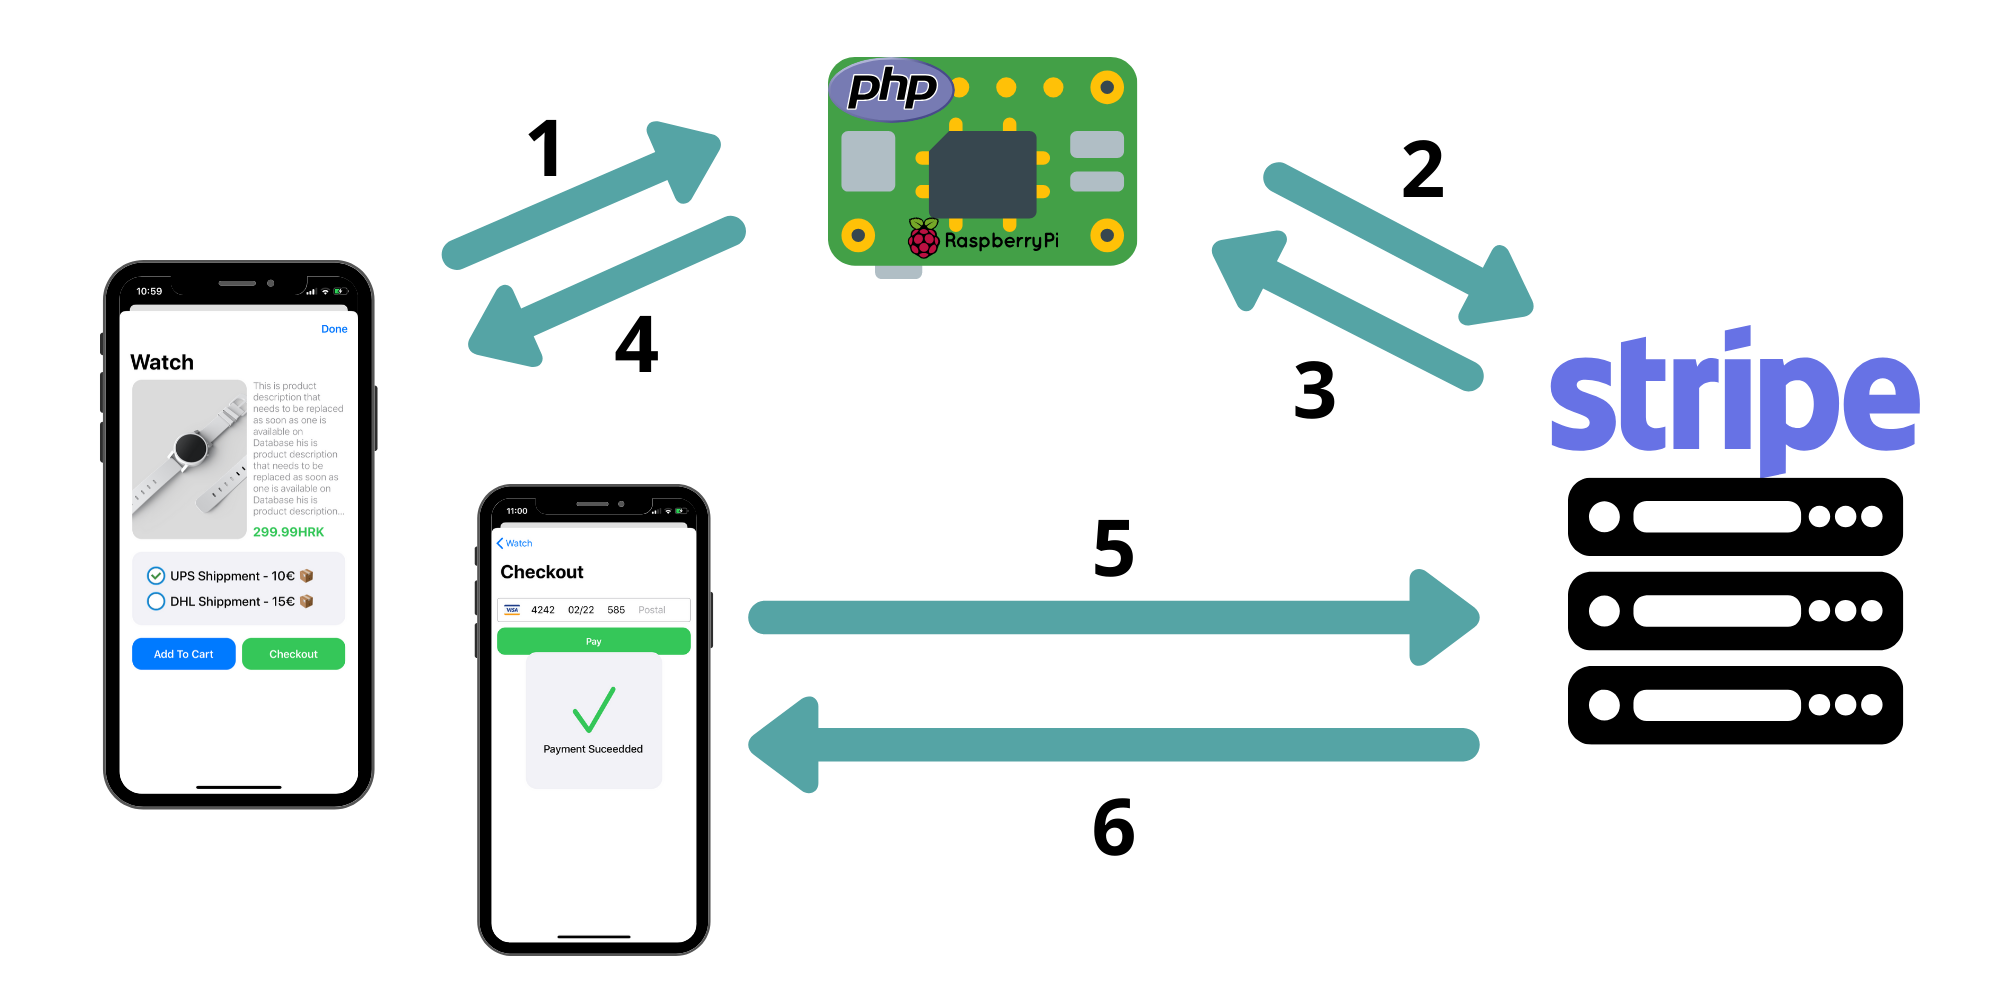 1
php
2
RaspberryPi
4
3
stripe
10:59
Done
Watch
This is product
description that
needs to be replaced
as soon as one is
available on
Database his is
product description
that needs to be
replaced as soon as
one is available on
Database his is
product description...
299.99HRK
UPS Shippment - 10€
DHL Shippment - 15€
Add To Cart
Checkout
11:00
Watch
Checkout
VISA 4242 02/22 585 Postal
Pay
Payment Suceedded
5
6